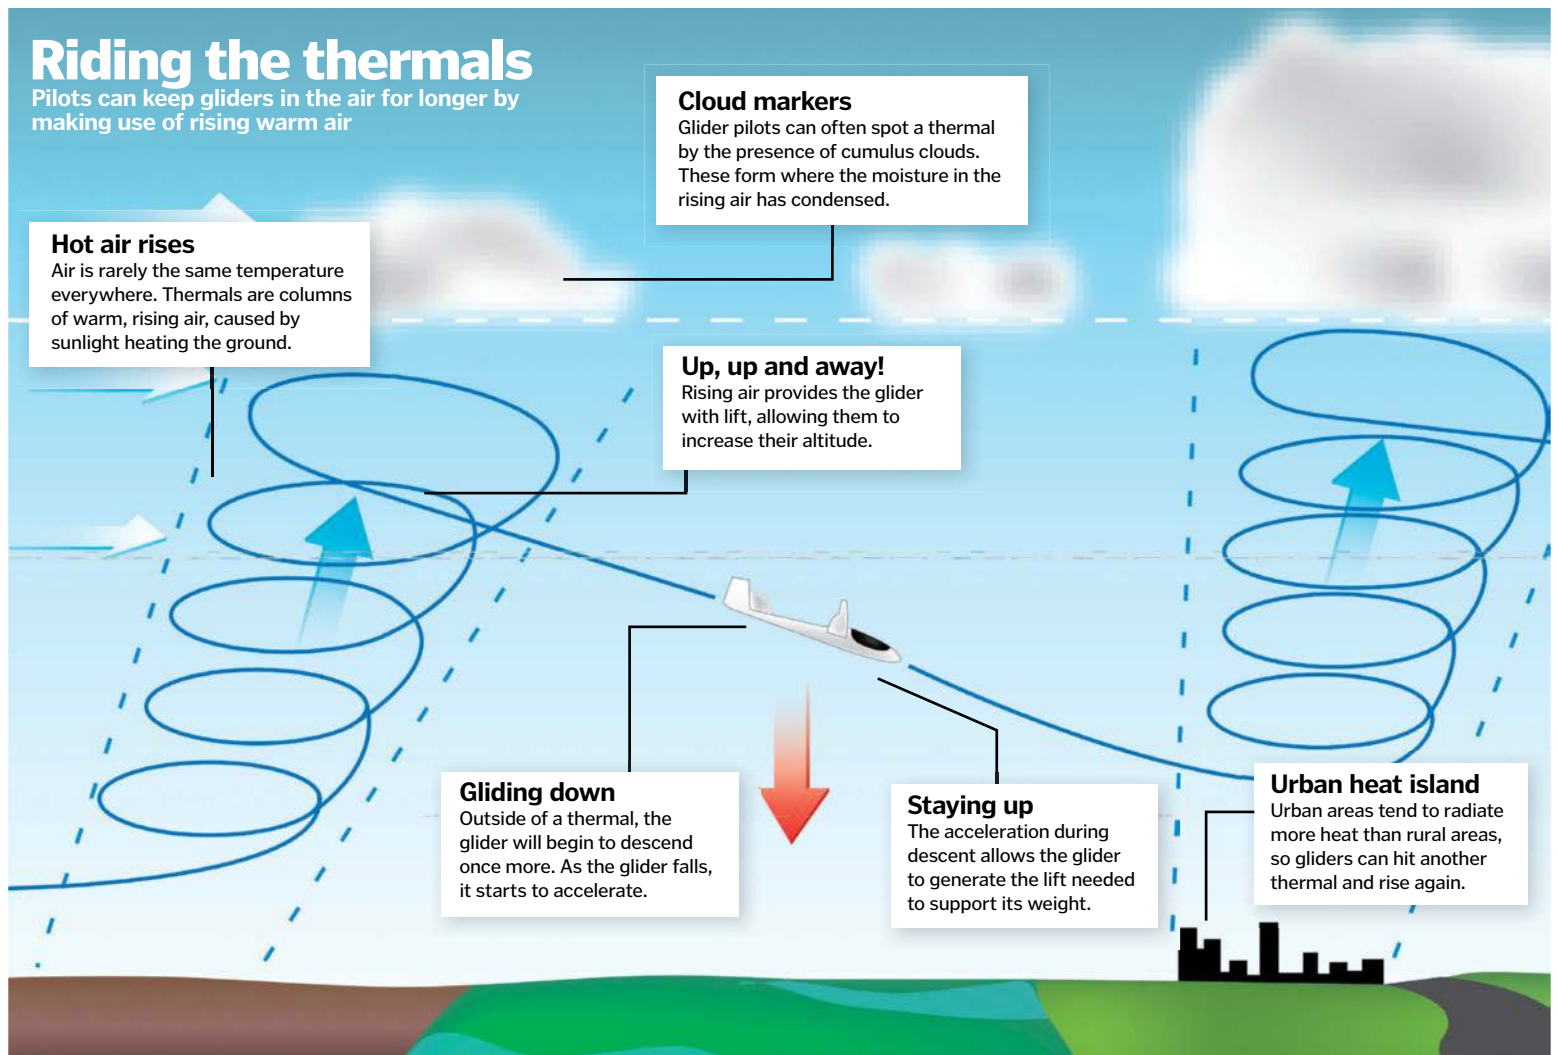 Riding the thermals
Pilots can keep gliders in the air for longer by
making use of rising warm air
Cloud markers
Glider pilots can often spot a thermal
by the presence of cumulus clouds.
These form where the moisture in the
rising air has condensed.
Hot air rises
Air is rarely the same temperature
everywhere. Thermals are columns
of warm, rising air, caused by
sunlight heating the ground.
Up, up and away!
Rising air provides the glider
with lift, allowing them to
increase their altitude.
Gliding down
Outside of a thermal, the
glider will begin to descend
once more. As the glider falls,
it starts to accelerate.
Staying up
The acceleration during
descent allows the glider
to generate the lift needed
to support its weight.
Urban heat island
Urban areas tend to radiate
more heat than rural areas,
so gliders can hit another
thermal and rise again.